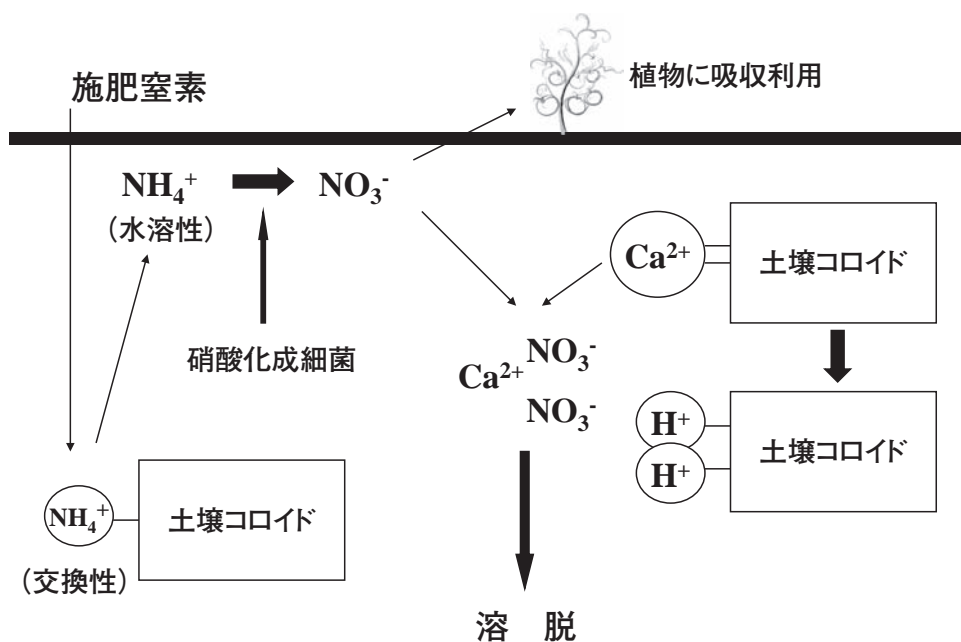 植物に吸収利用
施肥窒素
NH₄⁺
NO₃⁻
(水溶性)
Ca²⁺
土壌コロイド
硝酸化成細菌
Ca²⁺
NO₃⁻
NO₃⁻
H⁺
H⁺
土壌コロイド
NH₄⁺
土壌コロイド
(交換性)
溶 脱